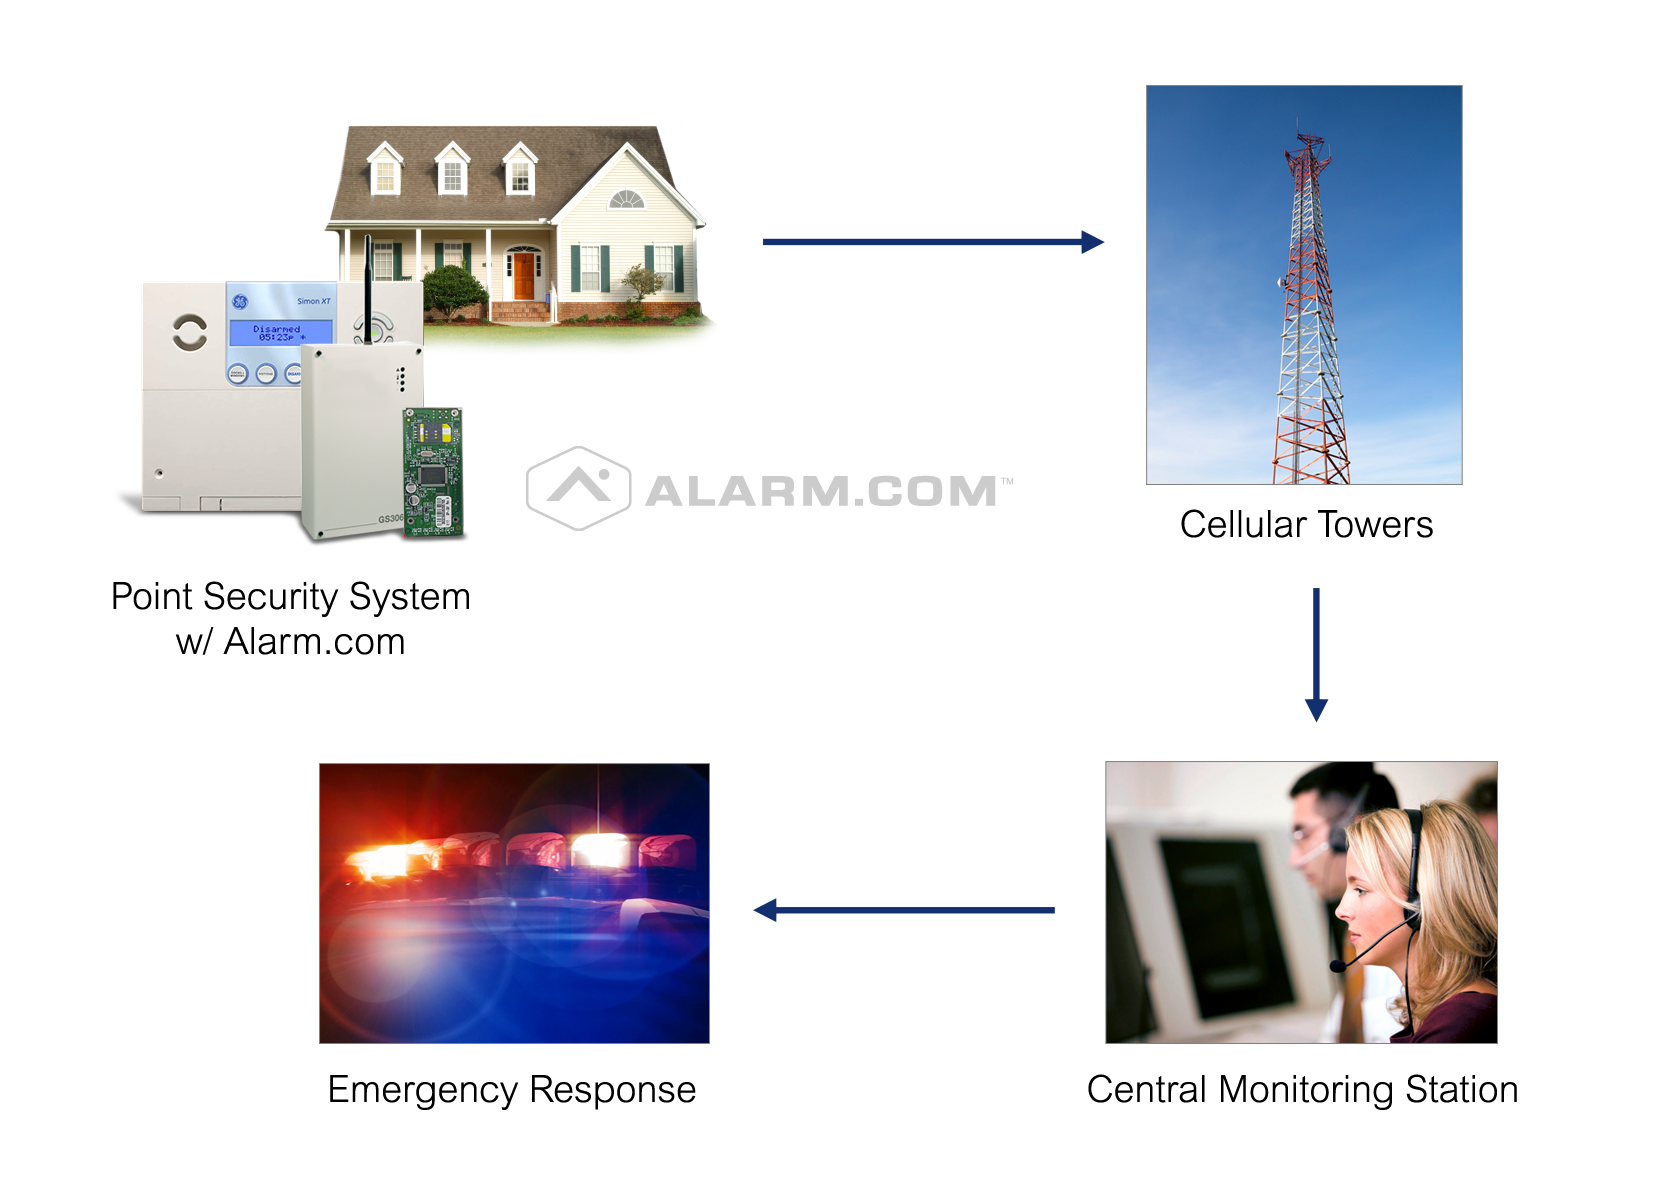 Simon XT
Disarmed
05:23p *
GS306
ALARM.COM™
Cellular Towers
Point Security System
w/ Alarm.com
Emergency Response
Central Monitoring Station